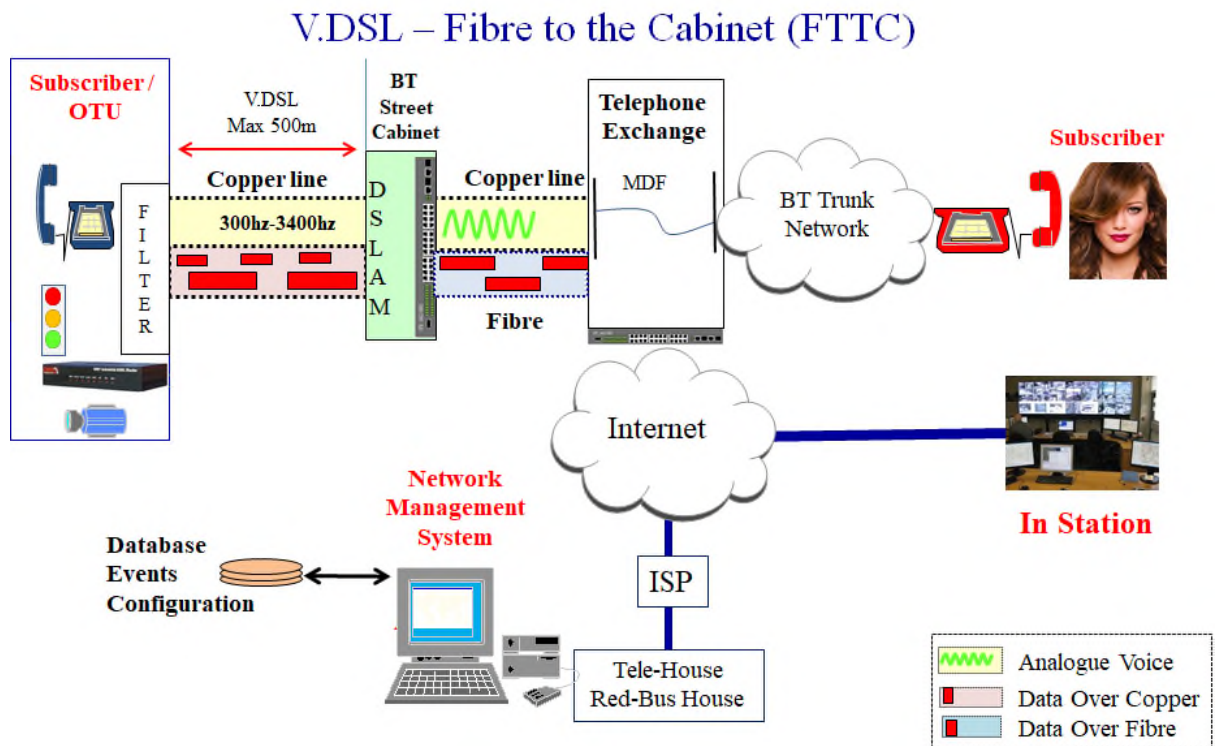 V.DSL – Fibre to the Cabinet (FTTC)
Subscriber /
OTU
V.DSL
Max 500m
BT
Street
Cabinet
Telephone
Exchange
Subscriber
Copper line
Copper line
MDF
BT Trunk
Network
F
I
L
T
E
R
300hz-3400hz
D
S
L
A
M
Fibre
Internet
In Station
Network
Management
System
Database
Events
Configuration
ISP
Tele-House
Red-Bus House
Analogue Voice
Data Over Copper
Data Over Fibre